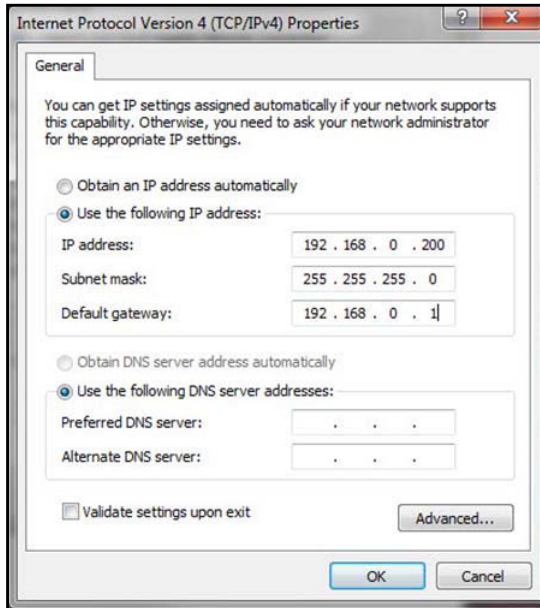 Internet Protocol Version 4 (TCP/IPv4) Properties
? X
General
You can get IP settings assigned automatically if your network supports
this capability. Otherwise, you need to ask your network administrator
for the appropriate IP settings.
Obtain an IP address automatically
Use the following IP address:
IP address: 192 . 168 . 0 . 200
Subnet mask: 255 . 255 . 255 . 0
Default gateway: 192 . 168 . 0 . 1
Obtain DNS server address automatically
Use the following DNS server addresses:
Preferred DNS server: . . .
Alternate DNS server: . . .
Validate settings upon exit
Advanced...
OK Cancel